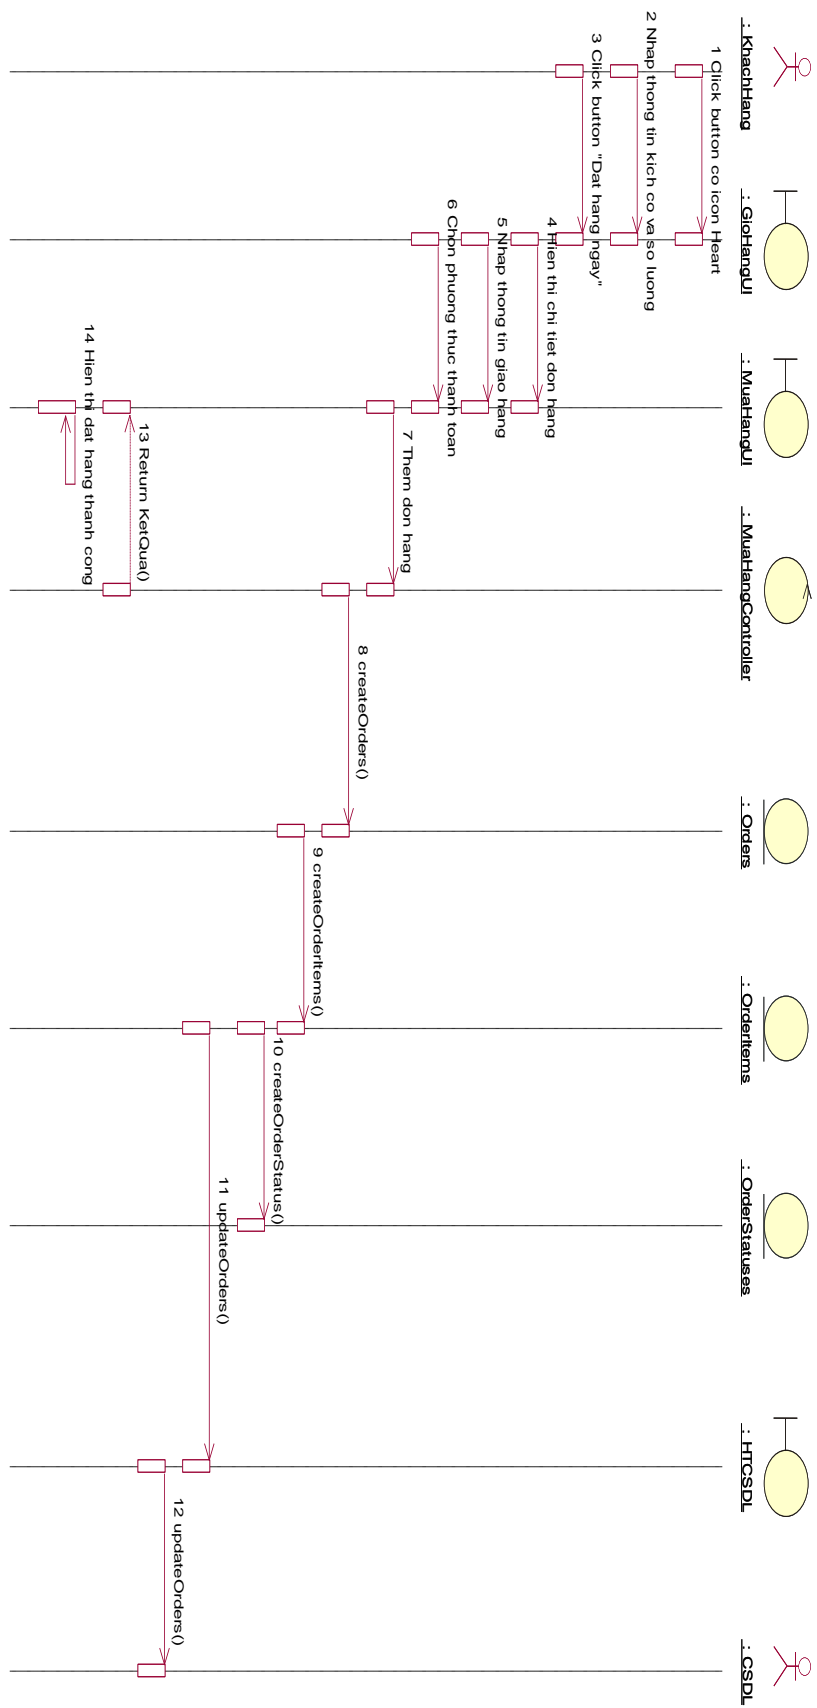 : KhachHang
: GioHangUI
: MuaHangUI
: MuaHangController
: Orders
: OrderItems
: OrderStatuses
: HTCSDL
: CSDL
1 Click button co icon Heart
2 Nhap thong tin kich co va so luong
3 Click button "Dat hang ngay"
4 Hien thi chi tiet don hang
5 Nhap thong tin giao hang
6 Chon phuong thuc thanh toan
7 Them don hang
8 createOrders()
9 createOrderItems()
10 createOrderStatus()
11 updateOrders()
12 updateOrders()
13 Return KetQua()
14 Hien thi dat hang thanh cong